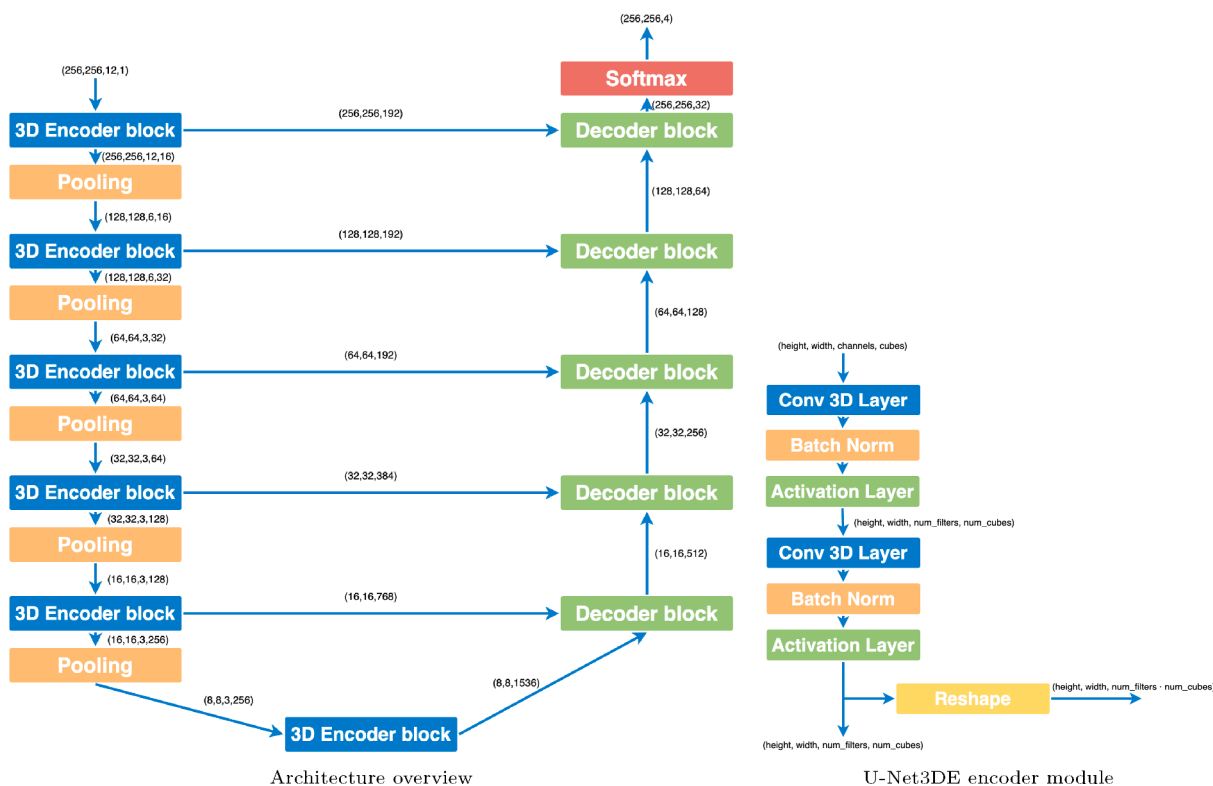 (256,256,12,1)
3D Encoder block
(256,256,12,16)
Pooling
(128,128,6,16)
3D Encoder block
(128,128,6,32)
Pooling
(64,64,3,32)
3D Encoder block
(64,64,3,64)
Pooling
(32,32,3,64)
3D Encoder block
(32,32,3,128)
Pooling
(16,16,3,128)
3D Encoder block
(16,16,3,256)
Pooling
(8,8,3,256)
3D Encoder block
(8,8,1536)
(256,256,192)
(128,128,192)
(64,64,192)
(32,32,384)
(16,16,768)
(256,256,4)
Softmax
(256,256,32)
Decoder block
(128,128,64)
Decoder block
(64,64,128)
Decoder block
(32,32,256)
Decoder block
(16,16,512)
Decoder block
Architecture overview
(height, width, channels, cubes)
Conv 3D Layer
Batch Norm
Activation Layer
(height, width, num_filters, num_cubes)
Conv 3D Layer
Batch Norm
Activation Layer
Reshape
(height, width, num_filters · num_cubes)
(height, width, num_filters, num_cubes)
U-Net3DE encoder module